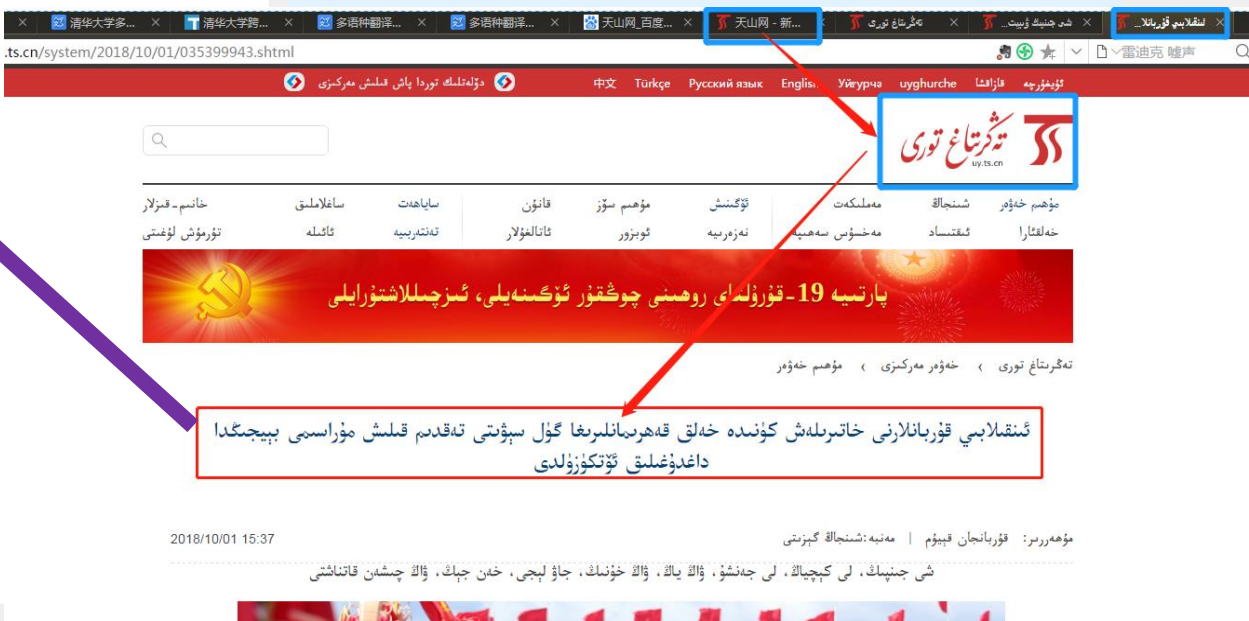 清华大学多...
清华大学跨...
多语种翻译...
多语种翻译...
天山网_百度...
天山网 - 新...
تەڭرىتاغ تورى
شى جىنپىڭ ۋېيت...
ئىنقىلابىي قۇربانلا...
.ts.cn/system/2018/10/01/035399943.shtml
雷迪克 嘘声
دۆلەتلىك توردا پاش قىلىش مەركىزى
中文 Türkçe Русский язык English Уйғурчә uyghurche قازاقشا ئۇيغۇرچە
تەڭرىتاغ تورى
uy.ts.cn
مۇھىم خەۋەر شىنجاڭ مەملىكەت ئۆگىنىش مۇھىم سۆز قانۇن ساياھەت ساغلاملىق خانىم-قىزلار
خەلقئارا ئىقتىساد مەخسۇس سەھىپە نەزەرىيە ئوبزور ئاتالغۇلار تەنتەربىيە ئائىلە تۇرمۇش لۇغىتى
پارتىيە 19-قۇرۇلتاي روھىنى چوڭقۇر ئۆگىنەيلى، ئىزچىللاشتۇرايلى
تەڭرىتاغ تورى › خەۋەر مەركىزى › مۇھىم خەۋەر
ئىنقىلابىي قۇربانلارنى خاتىرىلەش كۈنىدە خەلق قەھرىمانلىرىغا گۈل سېۋىتى تەقدىم قىلىش مۇراسىمى بېيجىڭدا
داغدۇغىلىق ئۆتكۈزۈلدى
مۇھەررىر: قۇربانجان قېيۇم | مەنبە:شىنجاڭ گېزىتى
2018/10/01 15:37
شى جىنپىڭ، لى كېچياڭ، لى جەنشۇ، ۋاڭ ياڭ، ۋاڭ خۇنىڭ، جاۋ لېجى، خەن جېڭ، ۋاڭ چىشەن قاتناشتى